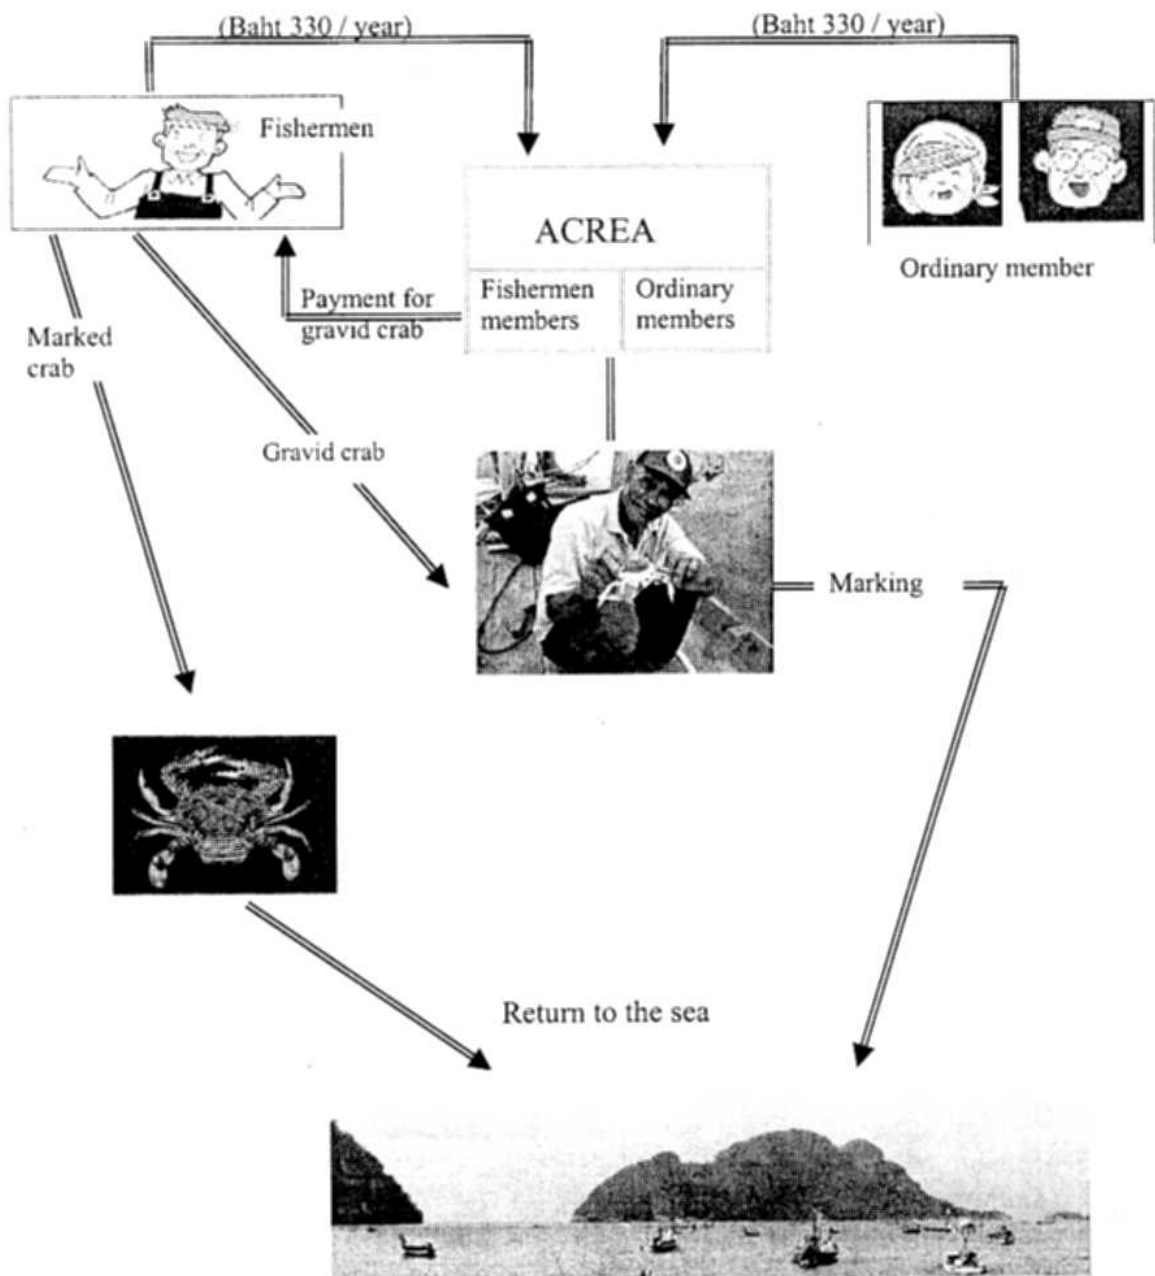 (Baht 330 / year)
(Baht 330 / year)
Fishermen
ACREA
Ordinary member
Fishermen
members
Ordinary
members
Payment for
gravid crab
Marked
crab
Gravid crab
Marking
Return to the sea